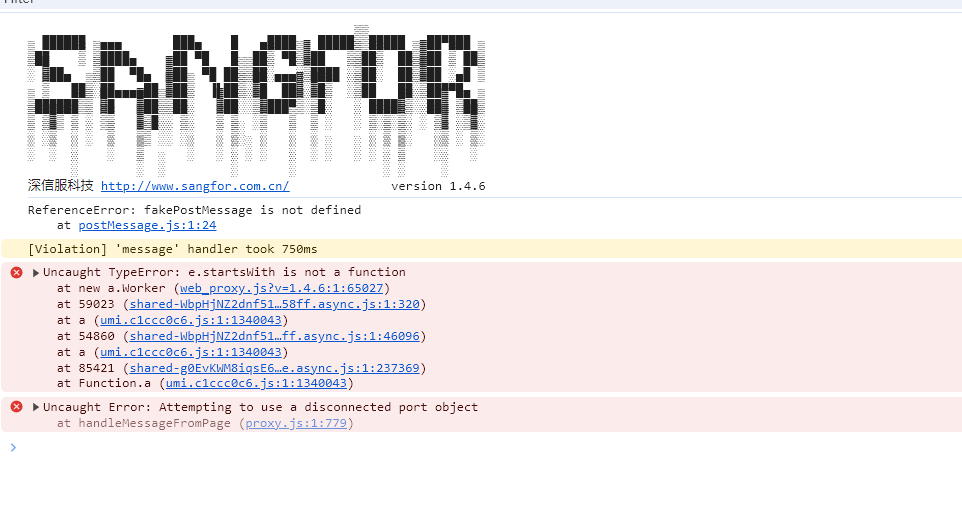 深信服科技 http://www.sangfor.com.cn/ version 1.4.6
ReferenceError: fakePostMessage is not defined
at postMessage.js:1:24
[Violation] 'message' handler took 750ms
Uncaught TypeError: e.startsWith is not a function
at new a.Worker (web_proxy.js?v=1.4.6:1:65027)
at 59023 (shared-WbpHjNZ2dnf51…58ff.async.js:1:320)
at a (umi.c1ccc0c6.js:1:1340043)
at 54860 (shared-WbpHjNZ2dnf51…ff.async.js:1:46096)
at a (umi.c1ccc0c6.js:1:1340043)
at 85421 (shared-g0EvKWM8iqsE6…e.async.js:1:237369)
at Function.a (umi.c1ccc0c6.js:1:1340043)
Uncaught Error: Attempting to use a disconnected port object
at handleMessageFromPage (proxy.js:1:779)